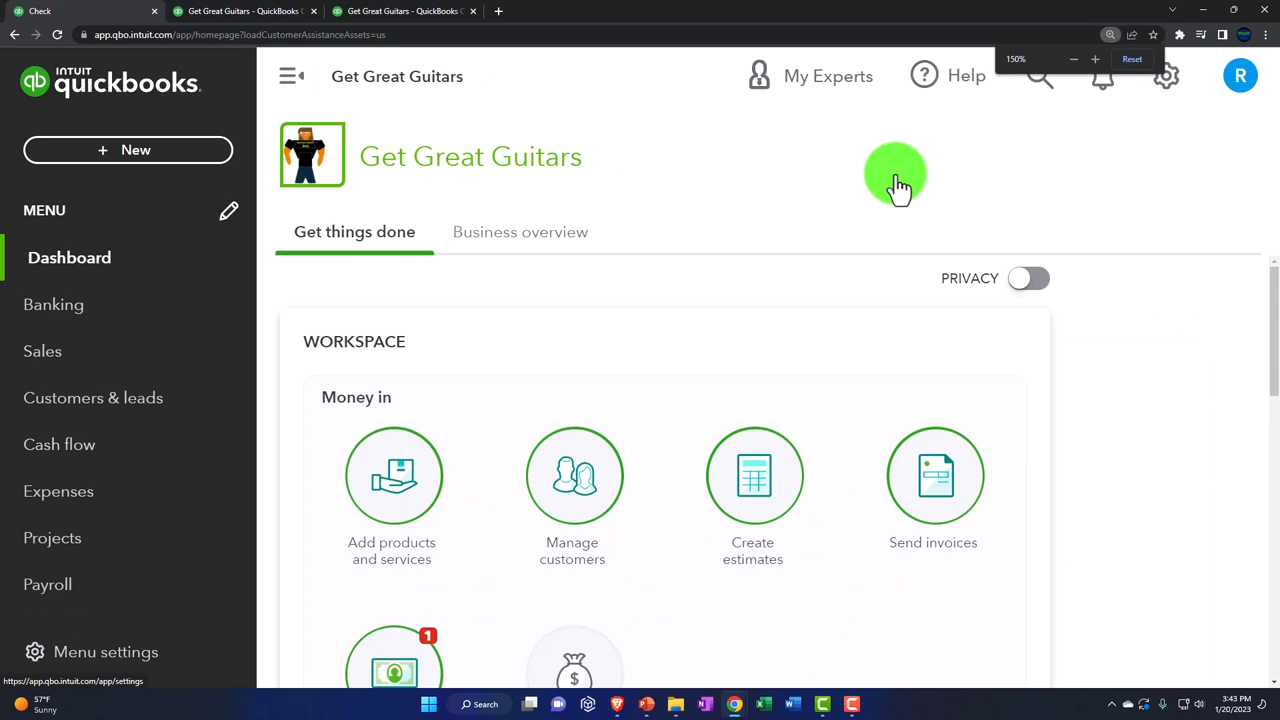 Check
Get Great Guitars - QuickBooks O
Get Great Guitars - QuickBooks O
app.qbo.intuit.com/app/homepage?loadCustomerAssistanceAssets=us
150%
Reset
INTUIT
quickbooks.
Get Great Guitars
My Experts
Help
R
+ New
Get Great Guitars
MENU
Get things done
Business overview
Dashboard
PRIVACY
Banking
WORKSPACE
Sales
Money in
Customers & leads
Cash flow
Expenses
Projects
Add products
and services
Manage
customers
Create
estimates
Send invoices
Payroll
1
Menu settings
https://app.qbo.intuit.com/app/settings
57°F
Sunny
Search
3:43 PM
1/20/2023